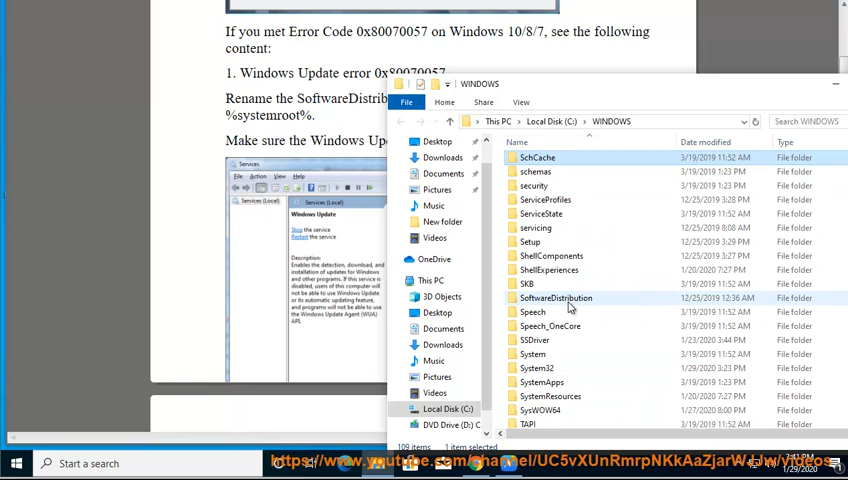 If you met Error Code 0x80070057 on Windows 10/8/7, see the following
content:
1. Windows Update error 0x80070057
Rename the SoftwareDistrib
%systemroot%.
Make sure the Windows Up
Services
File Action View Help
Services (Local)
Services (Local)
Windows Update
Stop the service
Restart the service
Description:
Enables the detection, download, and
installation of updates for Windows
and other programs. If this service is
disabled, users of this computer will
not be able to use Windows Update
or its automatic updating feature,
and programs will not be able to use
the Windows Update Agent (WUA)
API.
WINDOWS
File Home Share View
This PC Local Disk (C:) WINDOWS
Search WINDOWS
Name Date modified Type
Desktop
Downloads
Documents
Pictures
Music
New folder
Videos
OneDrive
This PC
3D Objects
Desktop
Documents
Downloads
Music
Pictures
Videos
Local Disk (C:)
DVD Drive (D:) C
SchCache 3/19/2019 11:52 AM File folder
schemas 3/19/2019 1:23 PM File folder
security 3/19/2019 1:23 PM File folder
ServiceProfiles 12/25/2019 3:28 PM File folder
ServiceState 3/19/2019 11:52 AM File folder
servicing 12/25/2019 8:08 AM File folder
Setup 12/25/2019 3:29 PM File folder
ShellComponents 12/25/2019 3:27 PM File folder
ShellExperiences 1/20/2020 7:27 PM File folder
SKB 3/19/2019 11:52 AM File folder
SoftwareDistribution 12/25/2019 12:36 AM File folder
Speech 3/19/2019 11:52 AM File folder
Speech_OneCore 3/19/2019 11:52 AM File folder
SSDriver 1/23/2020 3:44 PM File folder
System 3/19/2019 11:52 AM File folder
System32 1/29/2020 3:23 PM File folder
SystemApps 3/19/2019 1:23 PM File folder
SystemResources 1/20/2020 7:27 PM File folder
SysWOW64 1/27/2020 8:00 PM File folder
TAPI 3/19/2019 11:52 AM File folder
109 items 1 item selected
Start a search
https://www.youtube.com/channel/UC5vXUnRmrpNKkAaZjarW
1/29/2020